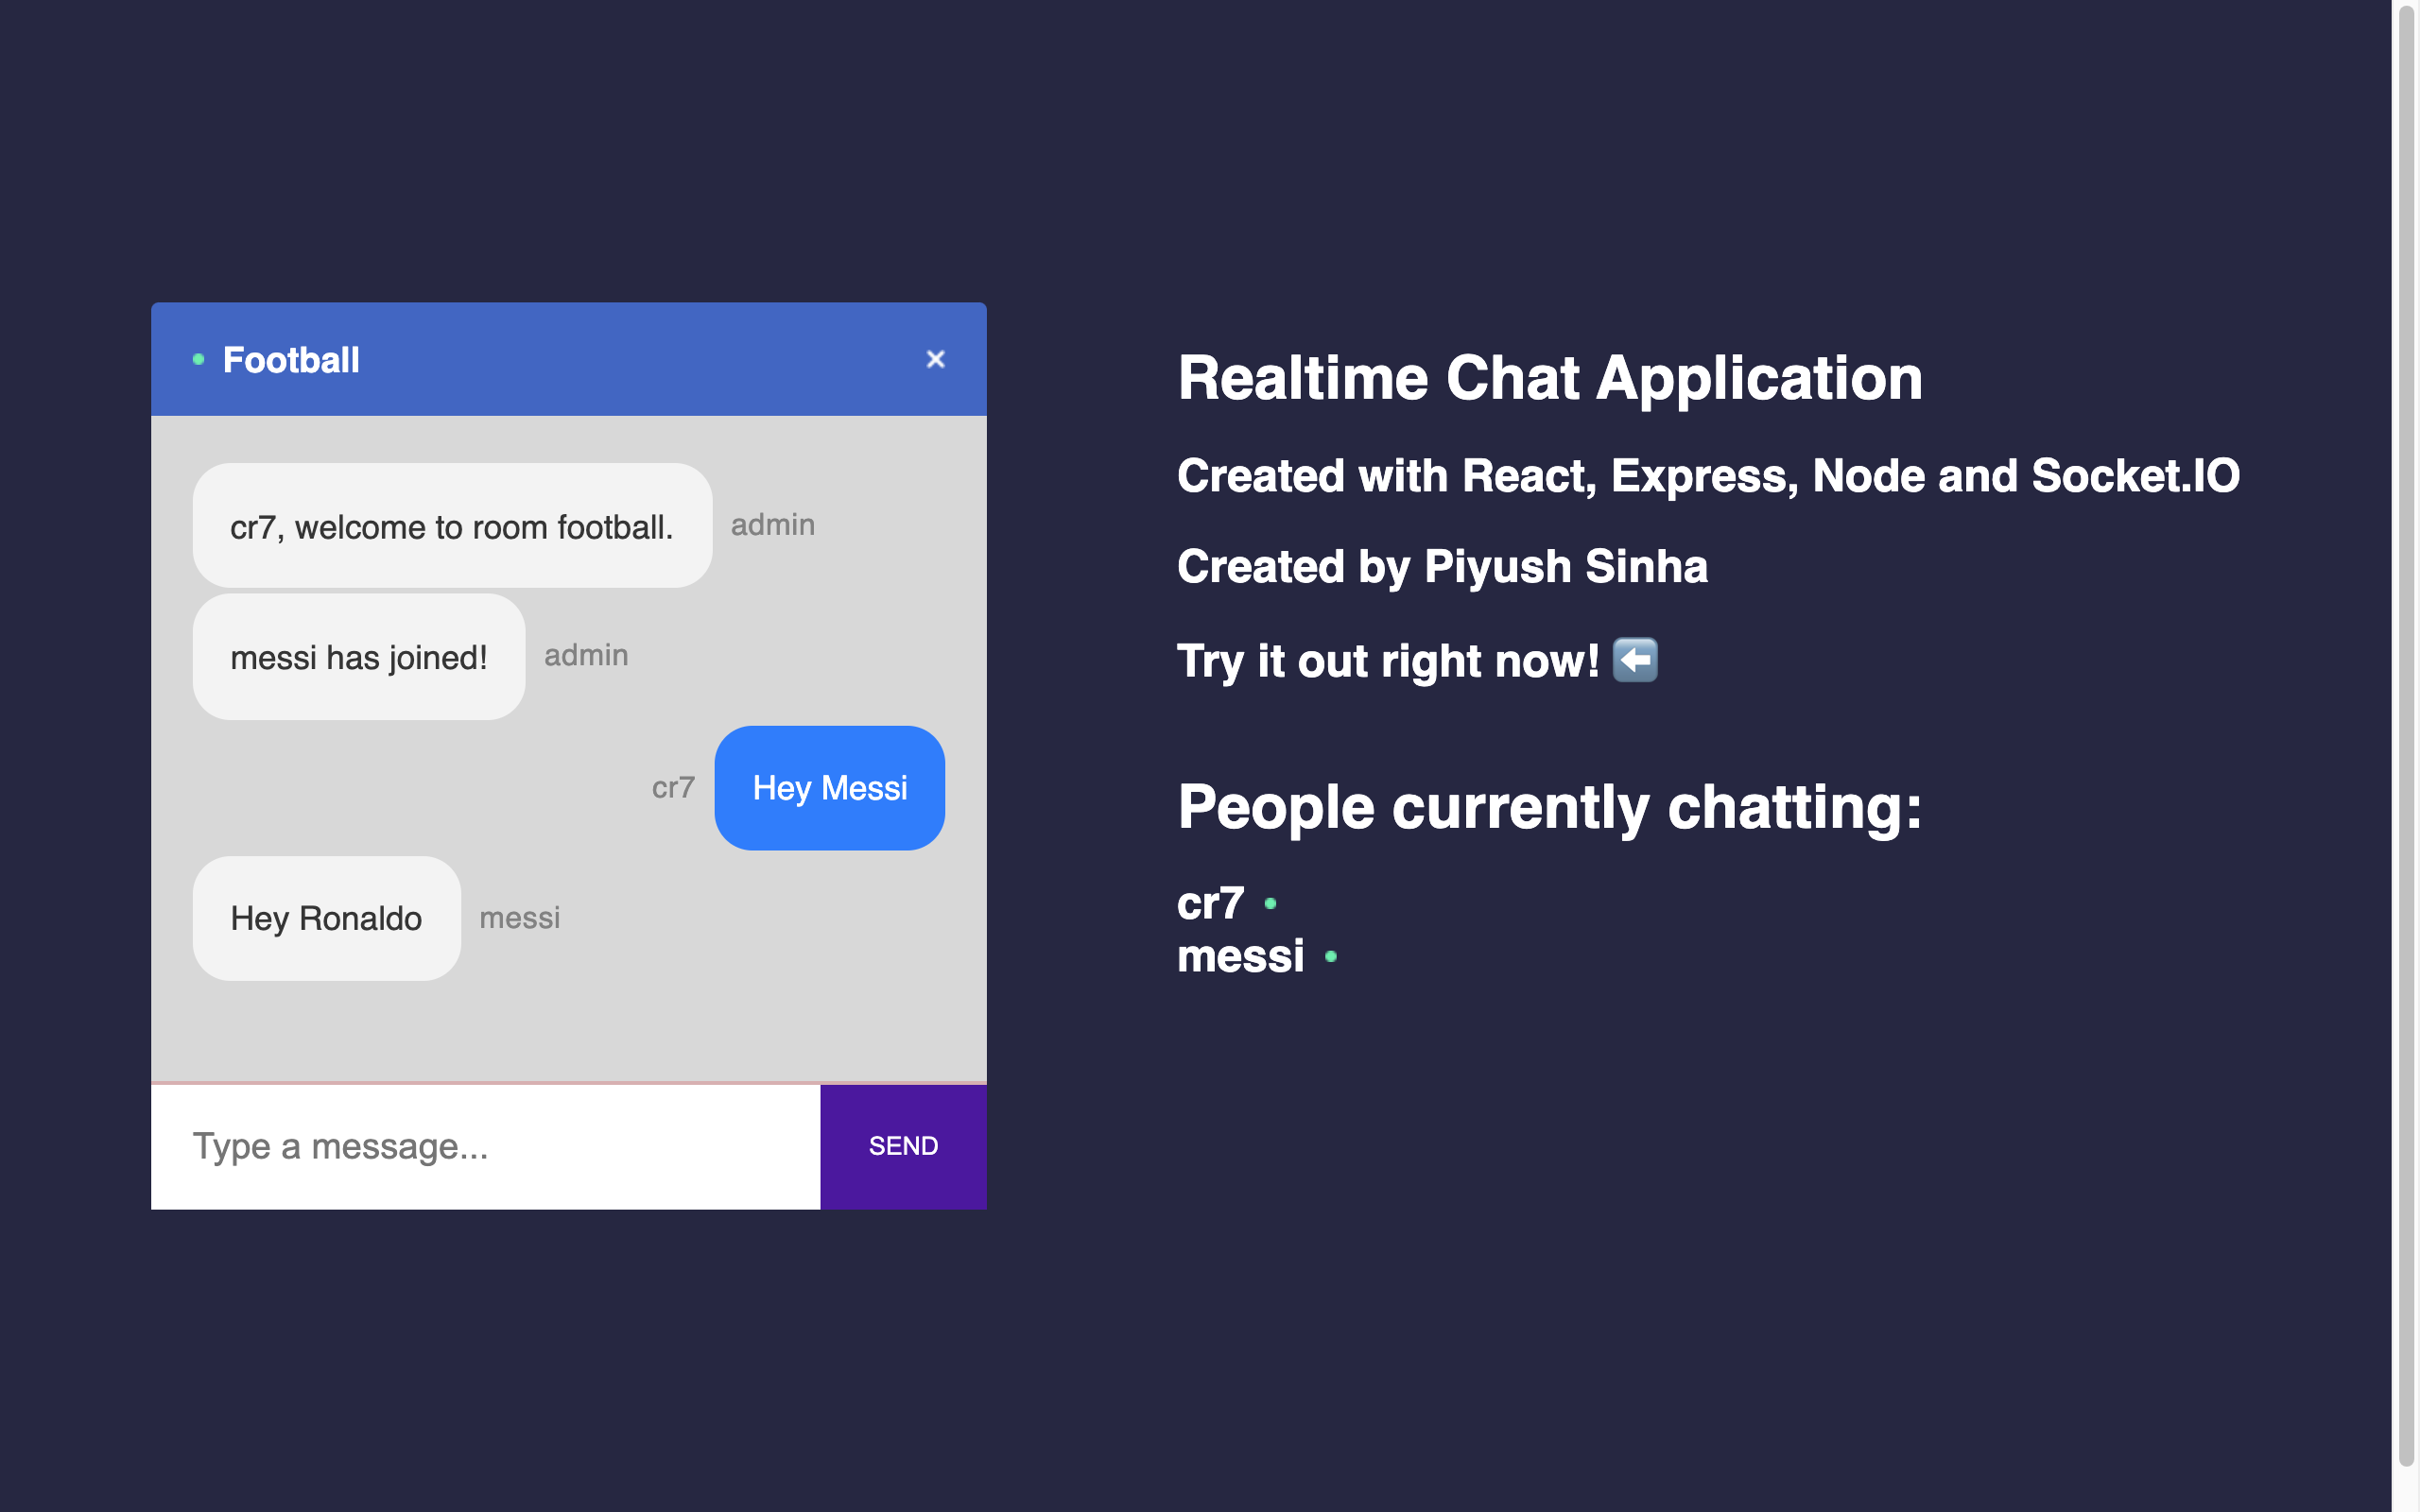 Football
cr7, welcome to room football. admin
messi has joined! admin
cr7 Hey Messi
Hey Ronaldo messi
Type a message...
SEND
Realtime Chat Application
Created with React, Express, Node and Socket.IO
Created by Piyush Sinha
Try it out right now! ⬅️
People currently chatting:
cr7
messi